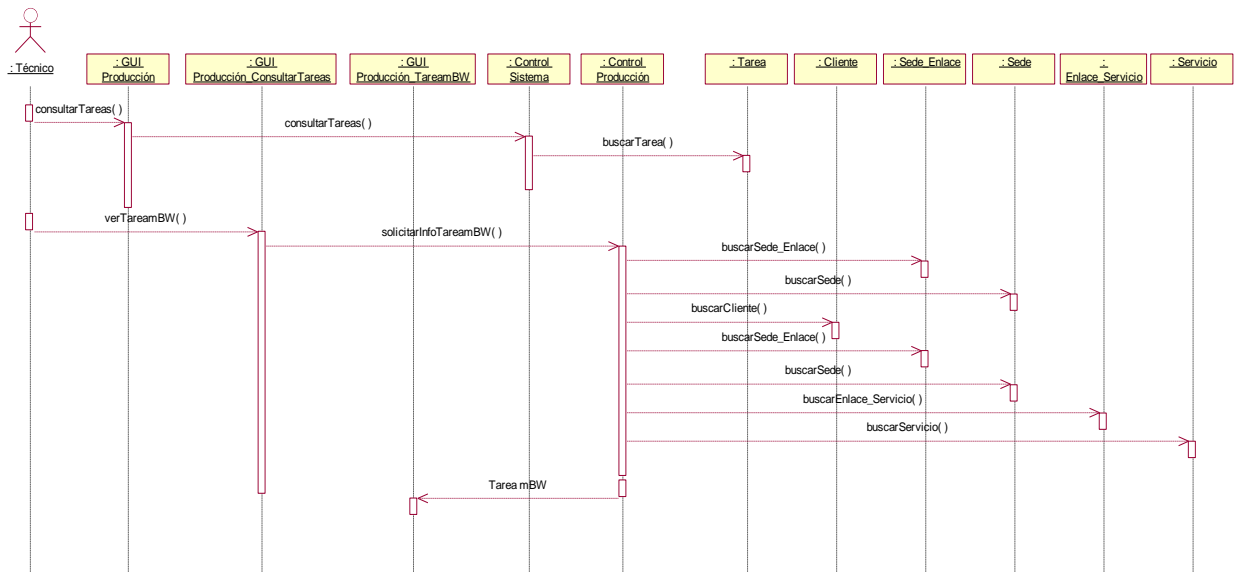 : Técnico
: GUI
Producción
: GUI
Producción_ConsultarTareas
: GUI
Producción_TareamBW
: Control
Sistema
: Control
Producción
: Tarea
: Cliente
: Sede_Enlace
: Sede
:
Enlace_Servicio
: Servicio
consultarTareas( )
consultarTareas( )
buscarTarea( )
verTareamBW( )
solicitarInfoTareamBW( )
buscarSede_Enlace( )
buscarSede( )
buscarCliente( )
buscarSede_Enlace( )
buscarSede( )
buscarEnlace_Servicio( )
buscarServicio( )
Tarea mBW